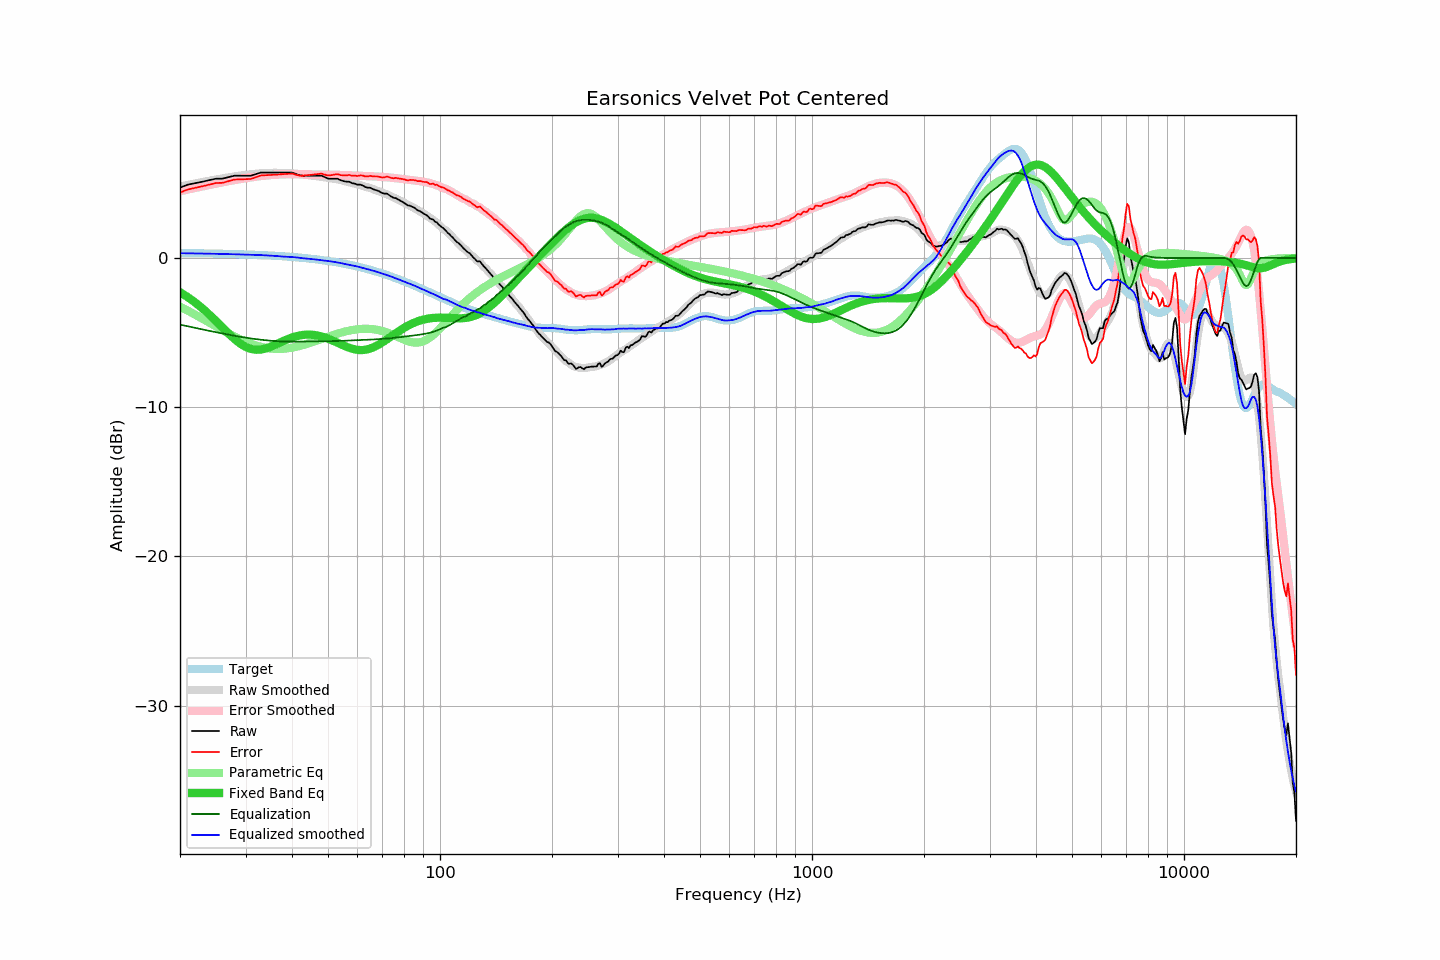 Earsonics Velvet Pot Centered
Amplitude (dBr)
0
−10
−20
−30
Target
Raw Smoothed
Error Smoothed
Raw
Error
Parametric Eq
Fixed Band Eq
Equalization
Equalized smoothed
100
1000
10000
Frequency (Hz)